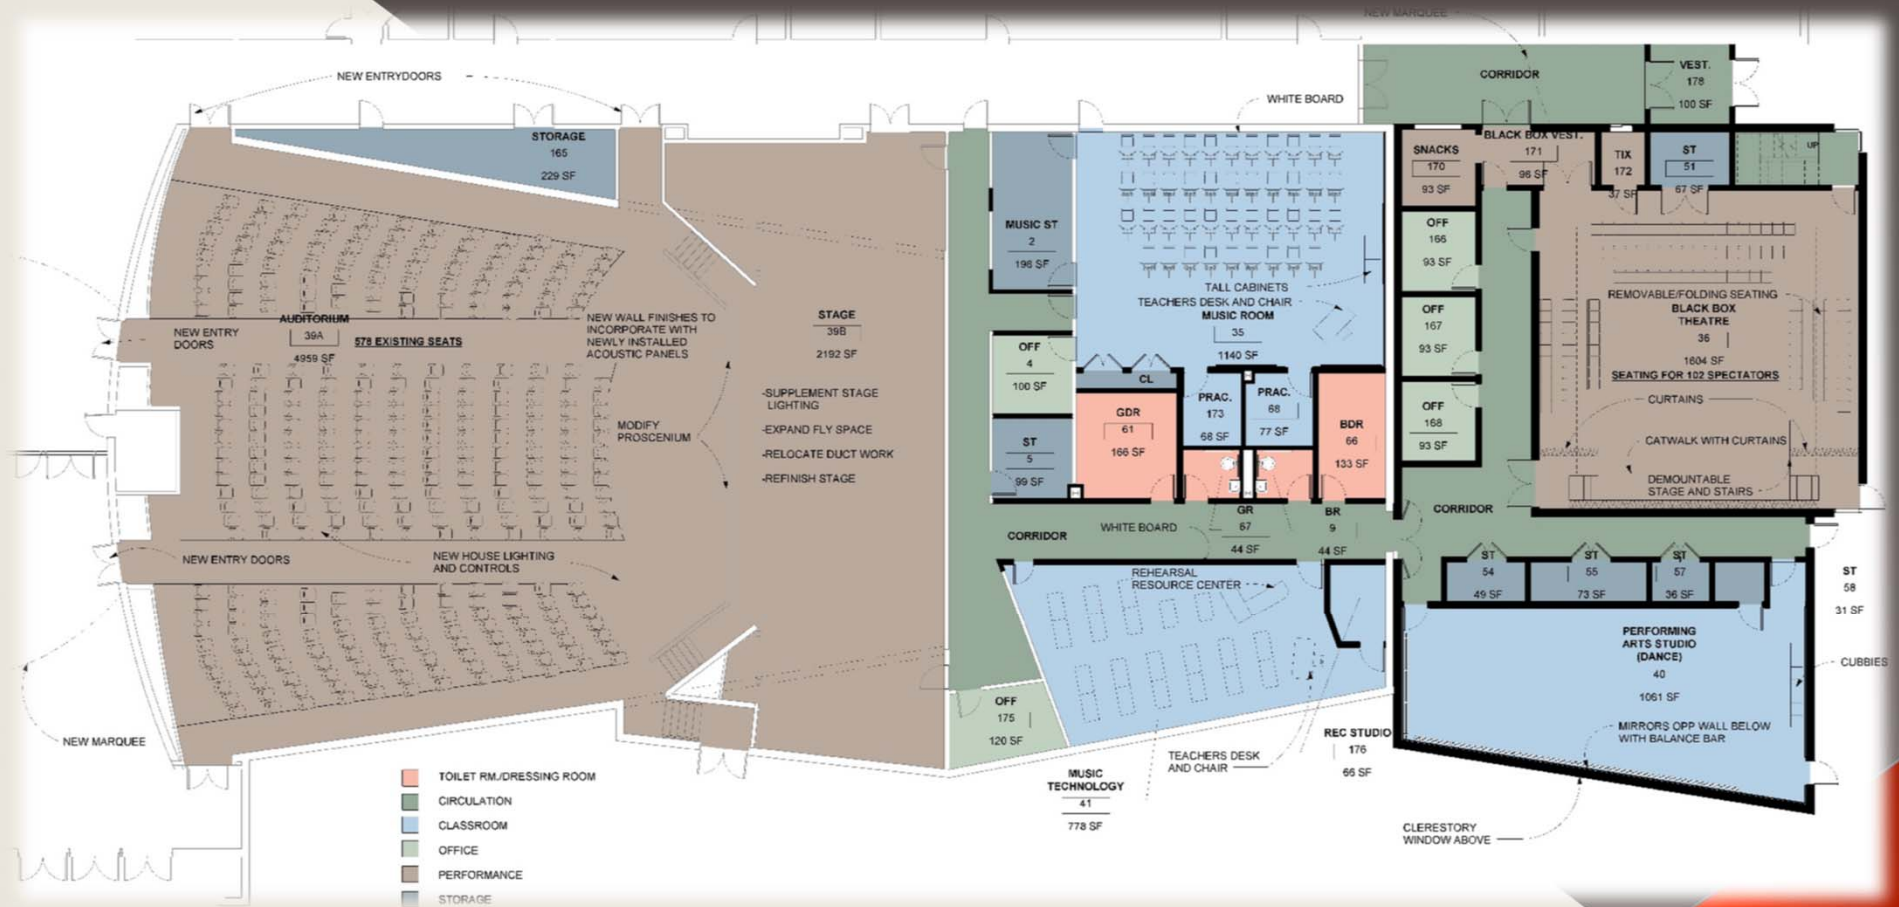 NEW MARQUEE
NEW ENTRYDOORS
WHITE BOARD
CORRIDOR
VEST.
178
100 SF
STORAGE
165
229 SF
SNACKS
170
93 SF
BLACK BOX VEST.
171
96 SF
TIX
172
37 SF
ST
51
67 SF
UP
MUSIC ST
2
196 SF
OFF
166
93 SF
TALL CABINETS
TEACHERS DESK AND CHAIR
MUSIC ROOM
35
1140 SF
REMOVABLE/FOLDING SEATING
BLACK BOX
THEATRE
36
1604 SF
SEATING FOR 102 SPECTATORS
NEW ENTRY
DOORS
AUDITORIUM
39A
4959 SF
578 EXISTING SEATS
NEW WALL FINISHES TO
INCORPORATE WITH
NEWLY INSTALLED
ACOUSTIC PANELS
STAGE
39B
2192 SF
OFF
167
93 SF
OFF
4
100 SF
CL
-SUPPLEMENT STAGE
LIGHTING
-EXPAND FLY SPACE
-RELOCATE DUCT WORK
-REFINISH STAGE
MODIFY
PROSCENIUM
GDR
61
166 SF
PRAC.
173
68 SF
PRAC.
68
77 SF
BDR
66
133 SF
OFF
168
93 SF
CURTAINS
CATWALK WITH CURTAINS
DEMOUNTABLE
STAGE AND STAIRS
ST
5
99 SF
CORRIDOR
WHITE BOARD
GR
67
44 SF
BR
9
44 SF
CORRIDOR
NEW ENTRY DOORS
NEW HOUSE LIGHTING
AND CONTROLS
REHEARSAL
RESOURCE CENTER
ST
54
49 SF
ST
55
73 SF
ST
57
36 SF
ST
58
31 SF
PERFORMING
ARTS STUDIO
(DANCE)
40
1061 SF
CUBBIES
MIRRORS OPP WALL BELOW
WITH BALANCE BAR
OFF
175
120 SF
NEW MARQUEE
TEACHERS DESK
AND CHAIR
REC STUDIO
176
66 SF
MUSIC
TECHNOLOGY
41
778 SF
CLERESTORY
WINDOW ABOVE
TOILET RM./DRESSING ROOM
CIRCULATION
CLASSROOM
OFFICE
PERFORMANCE
STORAGE